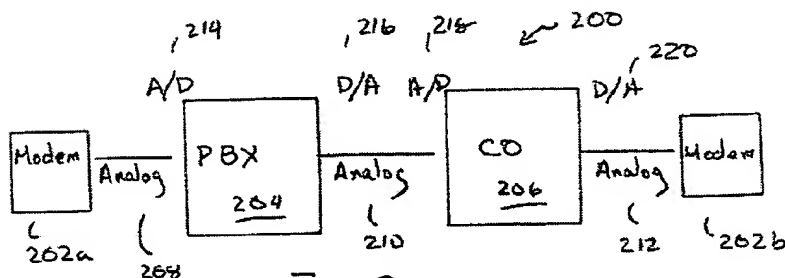 214 216 218 200
A/D D/A A/D D/A 220
Modem PBX CO Modem
Analog Analog Analog
204 206
202a 208 210 212 202b